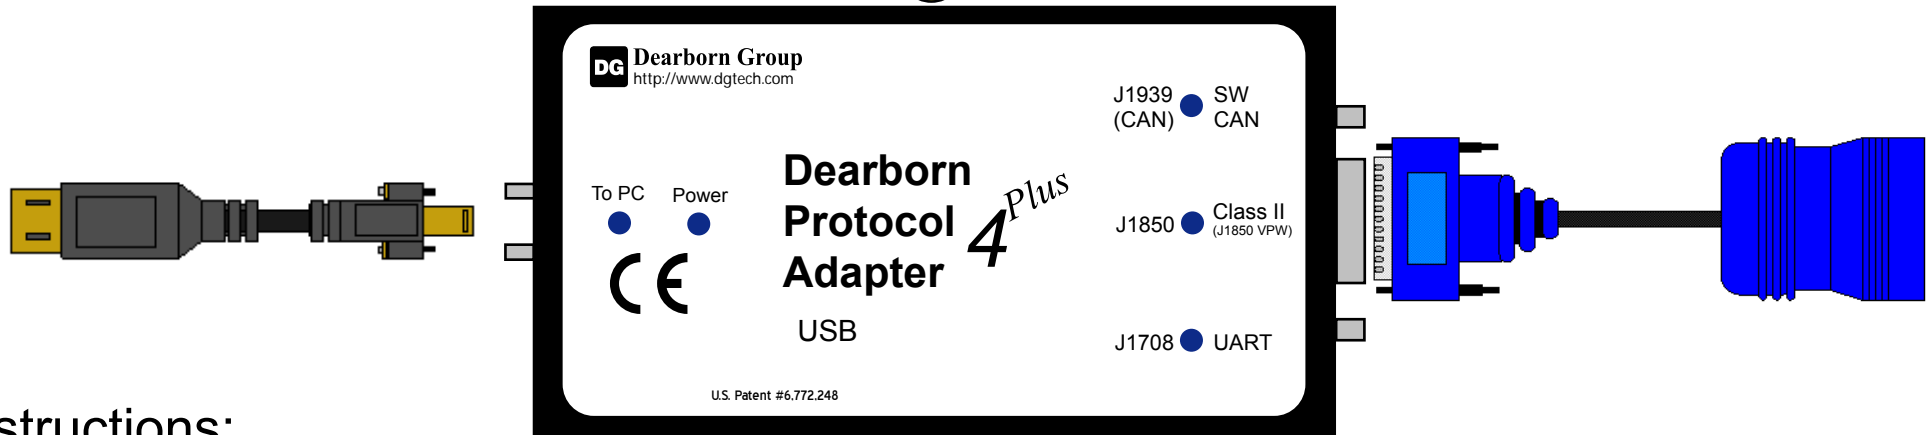 DG Dearborn Group
http://www.dgtech.com
J1939 SW
(CAN) CAN
Dearborn
Protocol
Adapter
4 Plus
To PC Power
CE
J1850 Class II
(J1850 VPW)
USB
J1708 UART
U.S. Patent #6,772,248
structions: